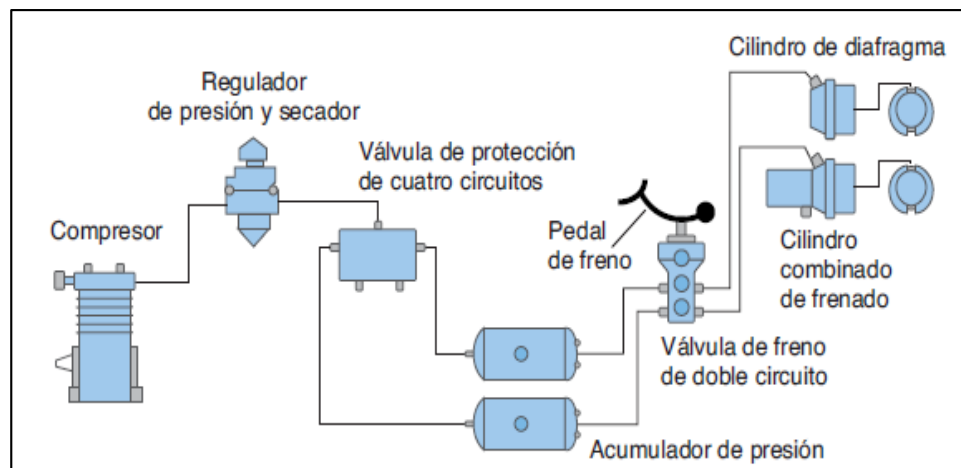 Cilindro de diafragma
Regulador
de presión y secador
Válvula de protección
de cuatro circuitos
Compresor
Pedal
de freno
Cilindro
combinado
de frenado
Válvula de freno
de doble circuito
Acumulador de presión